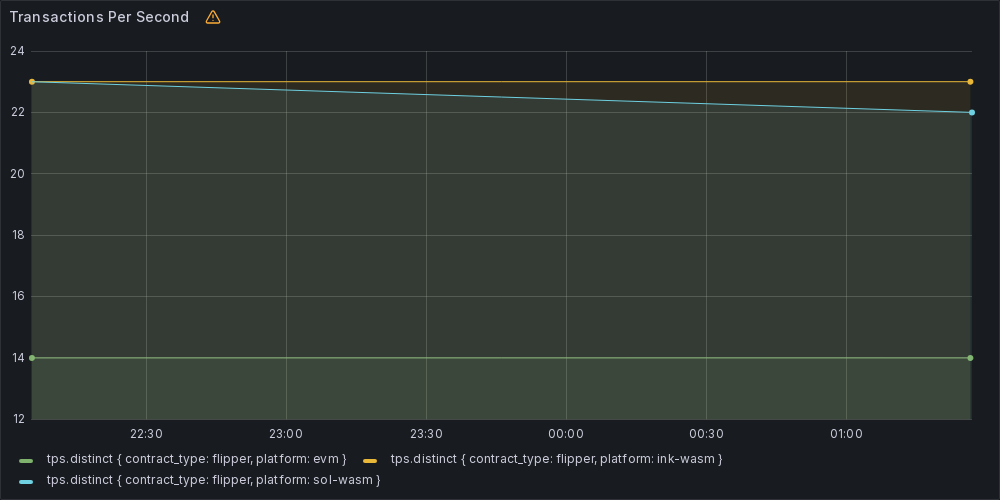 Transactions Per Second
24
22
20
18
16
14
12
22:30 23:00 23:30 00:00 00:30 01:00
tps.distinct { contract_type: flipper, platform: evm } tps.distinct { contract_type: flipper, platform: ink-wasm }
tps.distinct { contract_type: flipper, platform: sol-wasm }